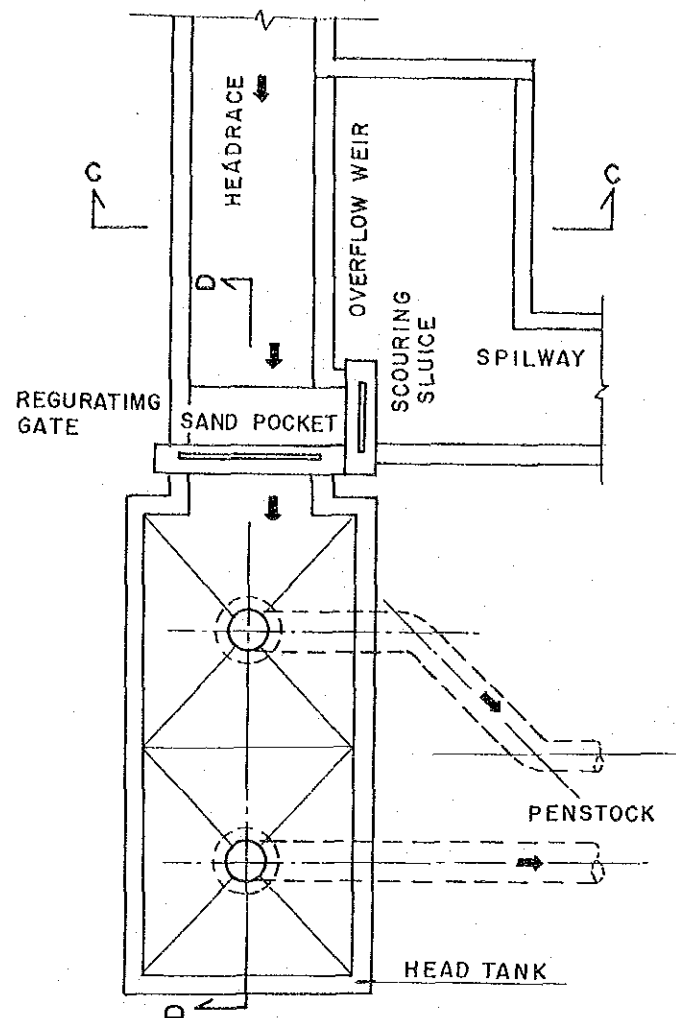 HEADRACE
C
C
D
OVERFLOW WEIR
SCOURING
SLUICE
SPILWAY
REGURATIMG
GATE
SAND POCKET
PENSTOCK
HEAD TANK
D